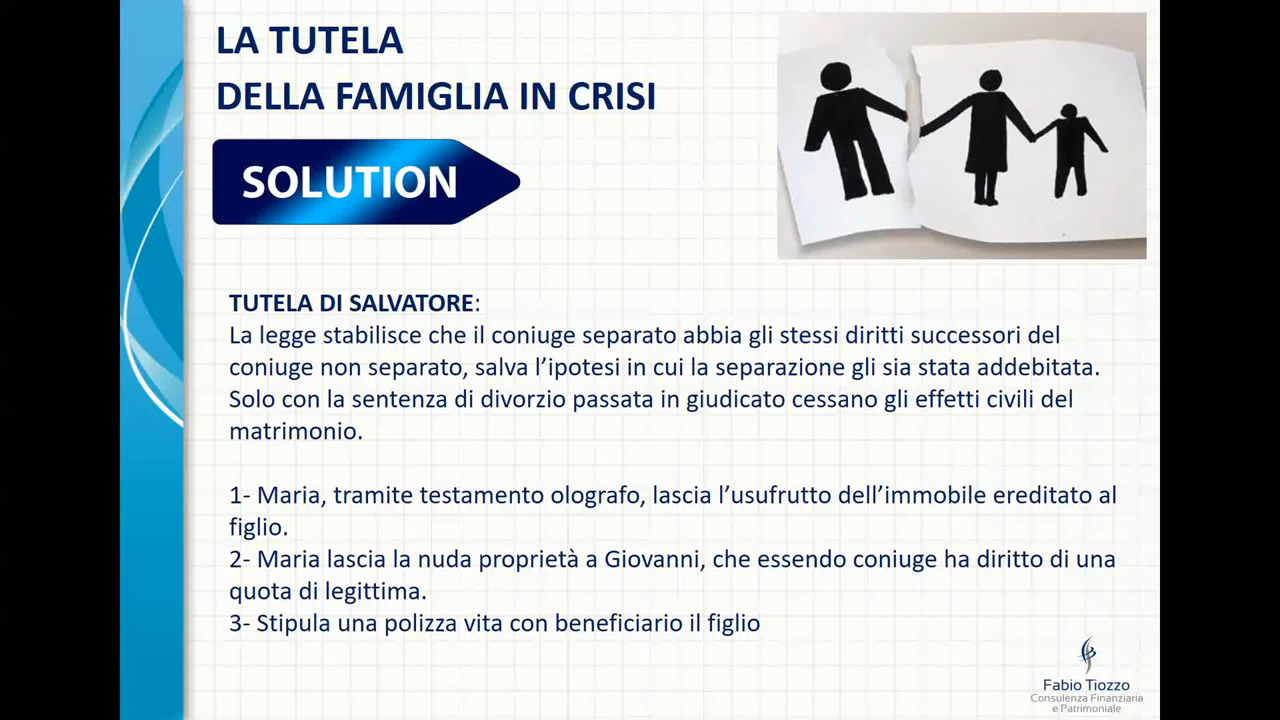 LA TUTELA
DELLA FAMIGLIA IN CRISI
SOLUTION
TUTELA DI SALVATORE:
La legge stabilisce che il coniuge separato abbia gli stessi diritti successori del
coniuge non separato, salva l’ipotesi in cui la separazione gli sia stata addebitata.
Solo con la sentenza di divorzio passata in giudicato cessano gli effetti civili del
matrimonio.
1- Maria, tramite testamento olografo, lascia l’usufrutto dell’immobile ereditato al
figlio.
2- Maria lascia la nuda proprietà a Giovanni, che essendo coniuge ha diritto di una
quota di legittima.
3- Stipula una polizza vita con beneficiario il figlio
Fabio Tiozzo
Consulenza Finanziaria
e Patrimoniale